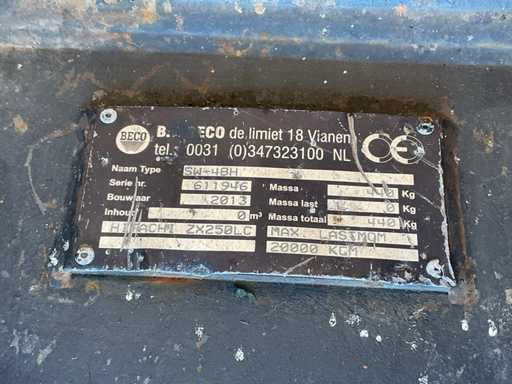 BECO
BECO de limiet 18 Vianen
tel. 0031 (0)347323100 NL
CE
Naam Type SW-48H
Serie nr. 611946 Massa 440 Kg
Bouwjaar 2013 Massa last 0 Kg
Inhoud 0 m³ Massa totaal 440 Kg
HITACHI ZX250LC MAX. LASTMOM
20000 KGM